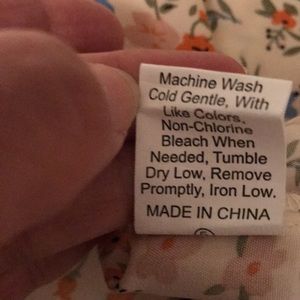 Machine Wash
Cold Gentle, With
Like Colors,
Non-Chlorine
Bleach When
Needed, Tumble
Dry Low, Remove
Promptly, Iron Low.
MADE IN CHINA